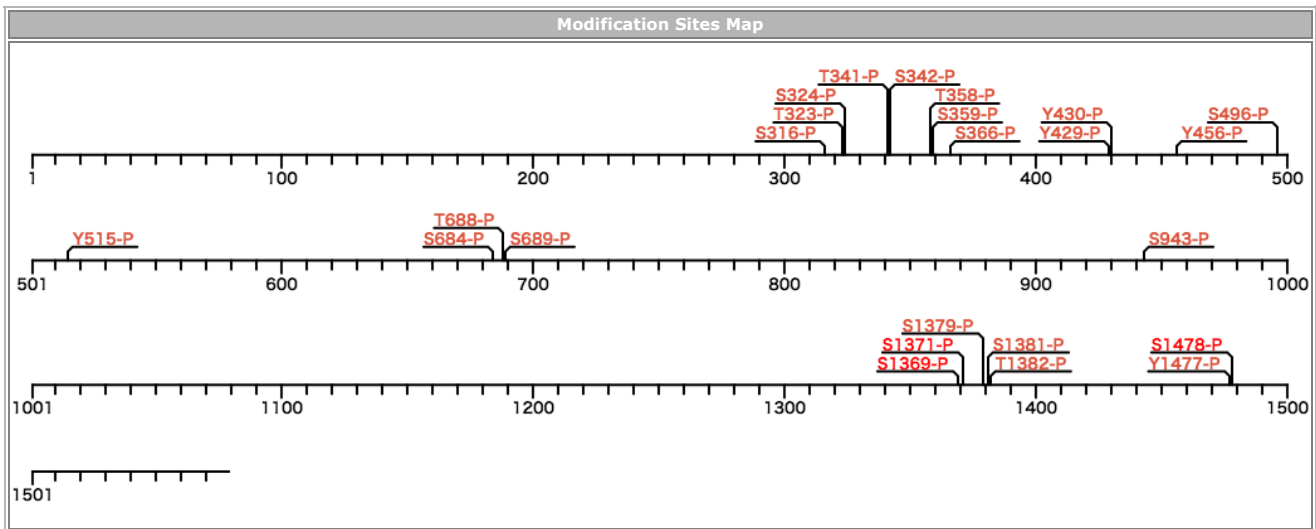 Modification Sites Map
T341-P S342-P
S324-P T358-P
T323-P S359-P Y430-P S496-P
S316-P S366-P Y429-P Y456-P
1 100 200 300 400 500
T688-P
Y515-P S684-P S689-P S943-P
501 600 700 800 900 1000
S1379-P
S1371-P S1381-P S1478-P
S1369-P T1382-P Y1477-P
1001 1100 1200 1300 1400 1500
1501